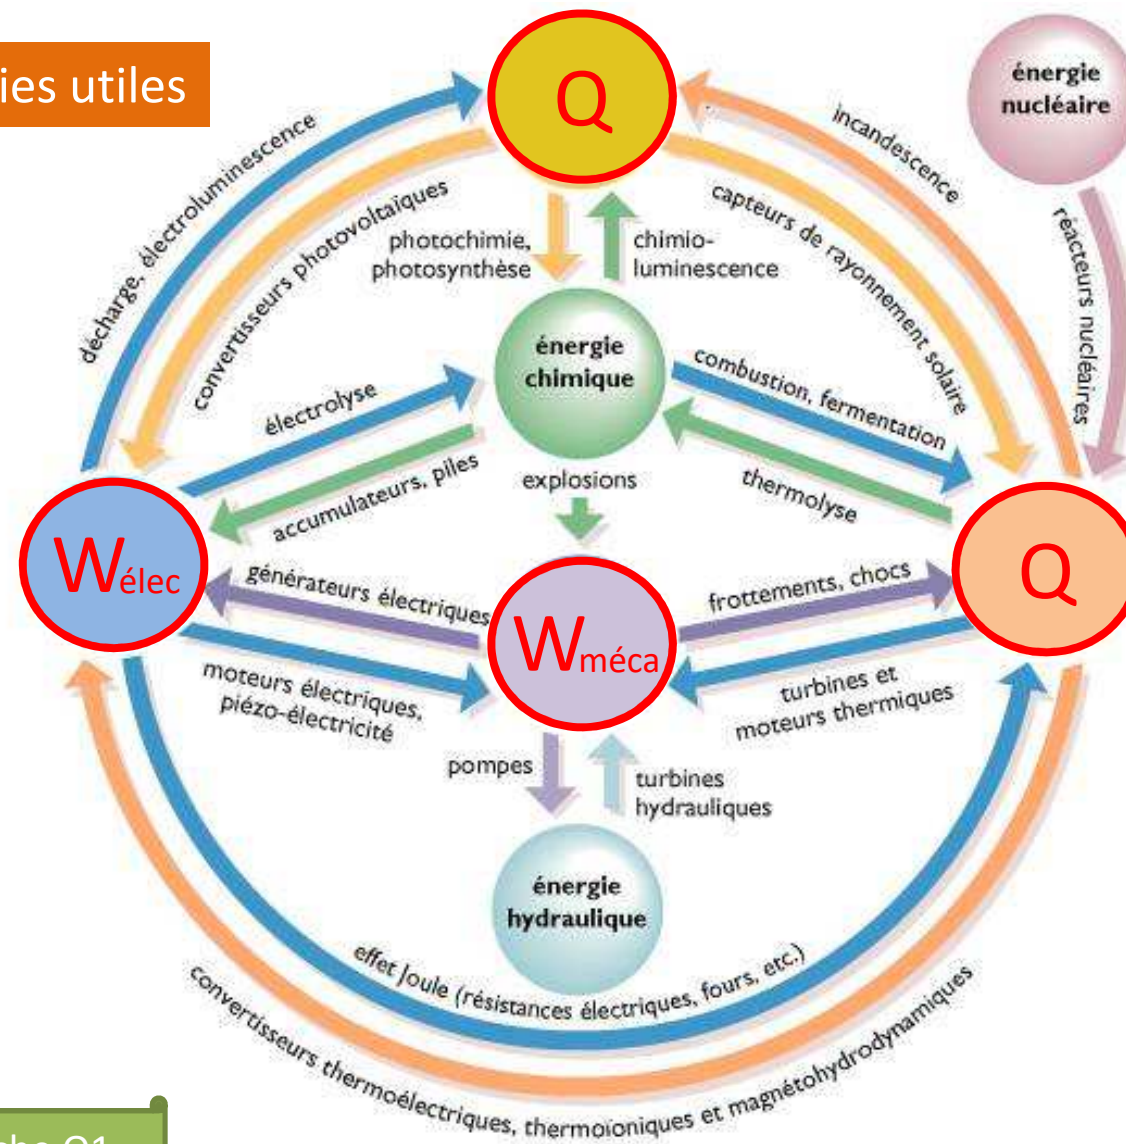 ies utiles
Q
énergie
nucléaire
décharge, électroluminescence
convertisseurs photovoltaïques
photochimie,
photosynthèse
chimio-
luminescence
capteurs de rayonnement solaire
incandescence
réacteurs nucléaires
énergie
chimique
électrolyse
accumulateurs, piles
combustion, fermentation
thermolyse
explosions
Wélec
générateurs électriques
moteurs électriques,
piézo-électricité
Wméca
frottements, chocs
turbines et
moteurs thermiques
Q
pompes
turbines
hydrauliques
énergie
hydraulique
effet Joule (résistances électriques, fours, etc.)
convertisseurs thermoélectriques, thermoïoniques et magnétohydrodynamiques